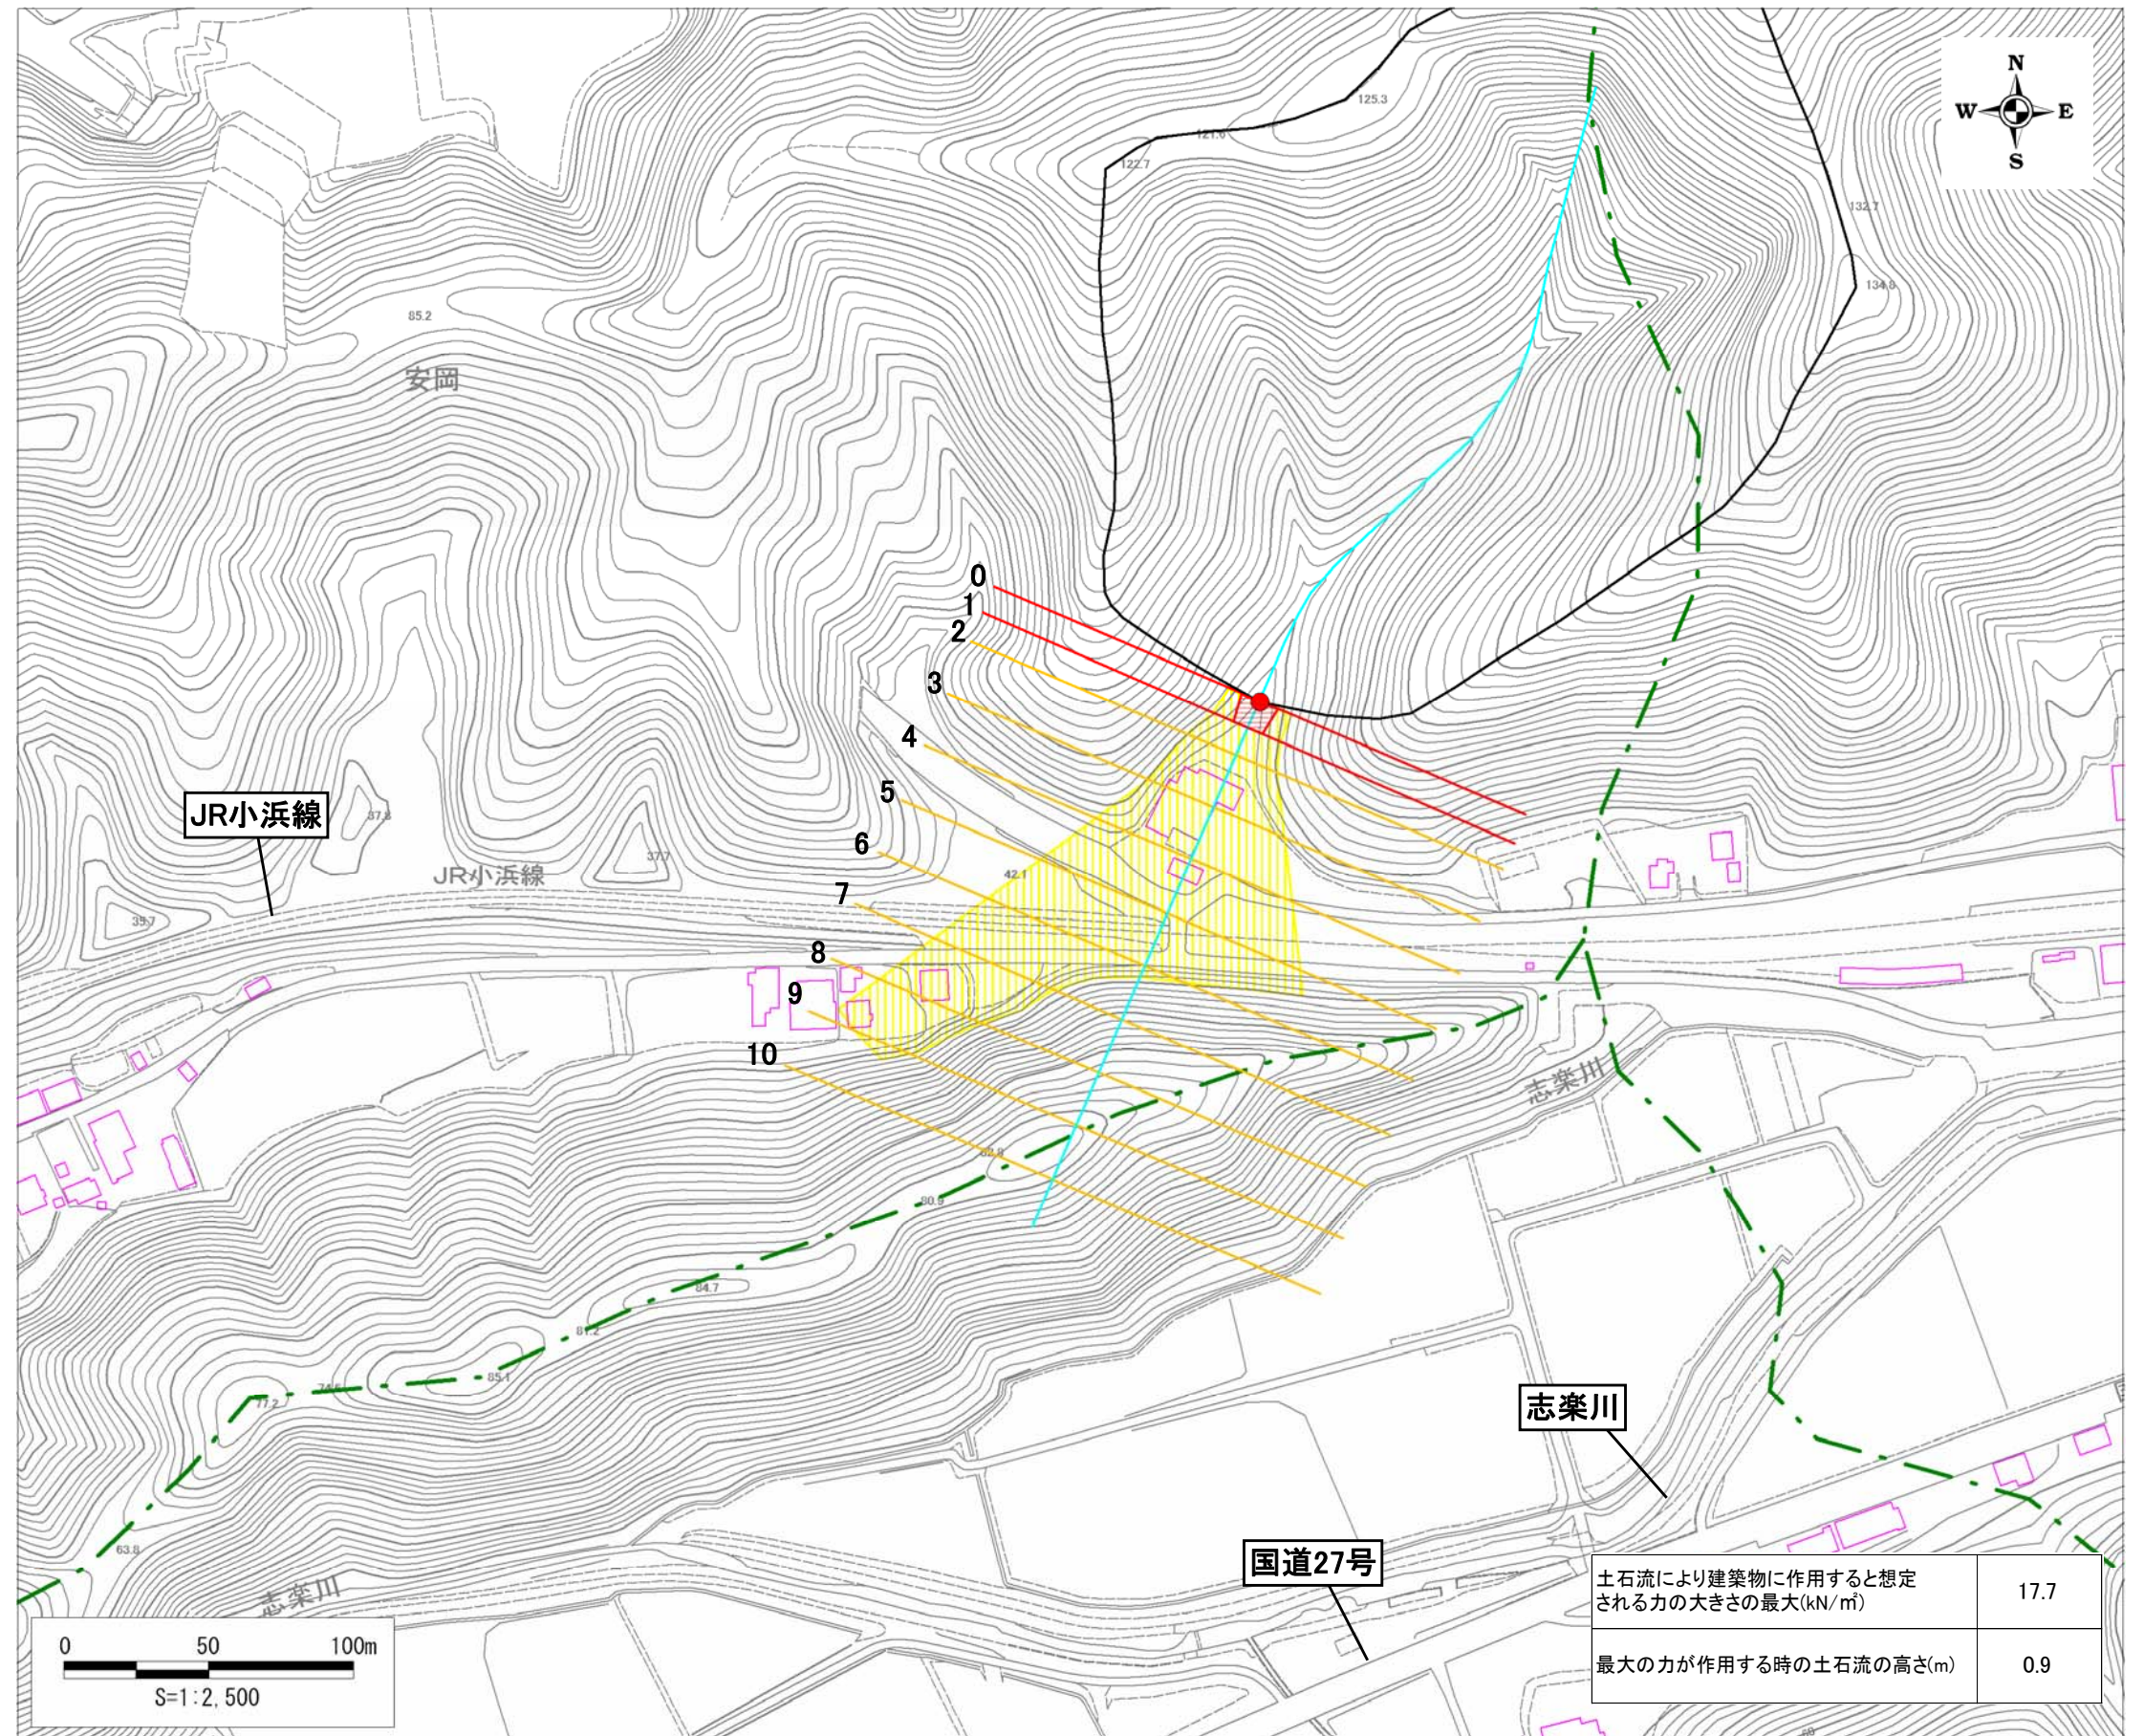 N
W E
S
125.3
121.6
122.7
132.7
134.8
85.2
安岡
0
1
2
3
4
5
6
7
8
9
10
JR小浜線
JR小浜線
37.8
37.7
35.7
42.1
志楽川
80.9
84.7
81.2
85.1
74.5
77.2
63.8
志楽川
志楽川
国道27号
0 50 100m
S=1:2,500
土石流により建築物に作用すると想定
される力の大きさの最大(kN/㎡)
17.7
最大の力が作用する時の土石流の高さ(m)
0.9